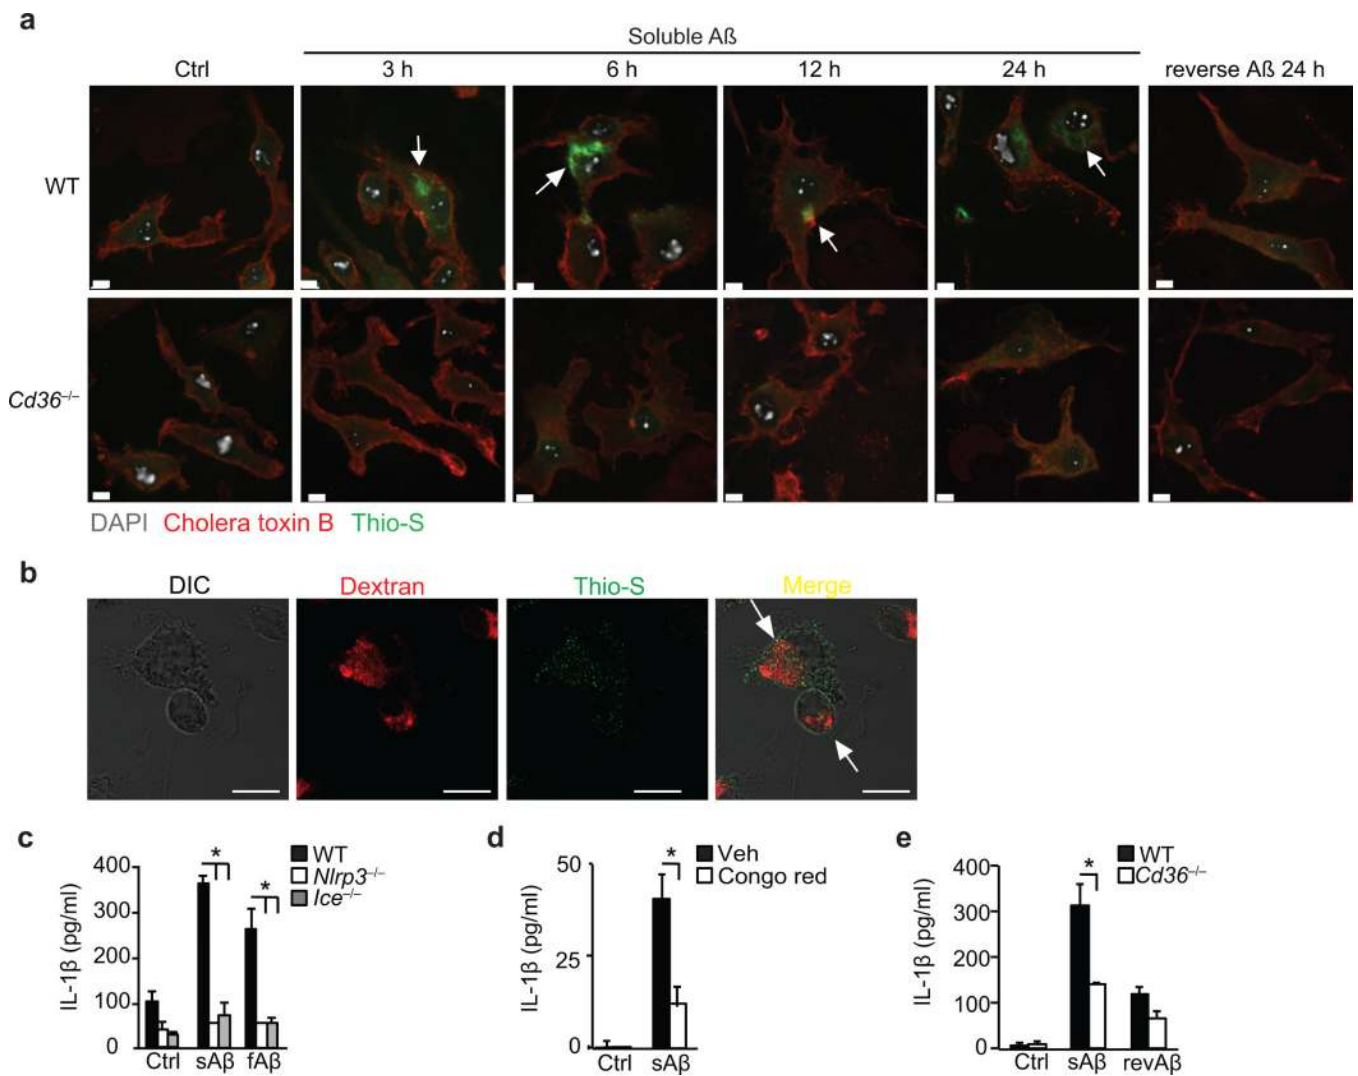 a
Soluble Aß
Ctrl 3 h 6 h 12 h 24 h reverse Aß 24 h
WT
Cd36–/–
DAPI Cholera toxin B Thio-S
b
DIC Dextran Thio-S Merge
c
WT
Nlrp3–/–
Ice–/–
*
*
IL-1β (pg/ml)
400
300
200
100
0
Ctrl sAβ fAβ
d
Veh
Congo red
*
IL-1β (pg/ml)
50
25
0
Ctrl sAβ
e
WT
Cd36–/–
*
IL-1β (pg/ml)
400
300
200
100
0
Ctrl sAβ revAβ